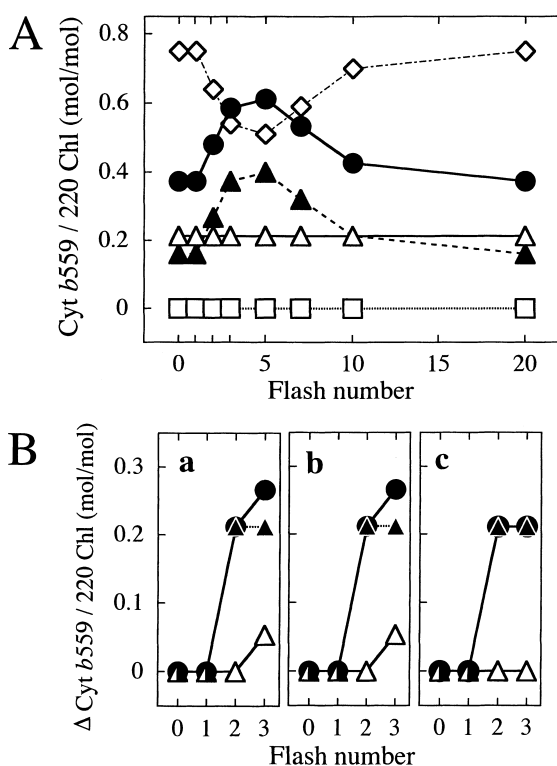 A
Cyt b559 / 220 Chl (mol/mol)
0.8
0.6
0.4
0.2
0
0 5 10 15 20
Flash number
B
Δ Cyt b559 / 220 Chl (mol/mol)
a b c
0.3
0.2
0.1
0
0 1 2 3 0 1 2 3 0 1 2 3
Flash number